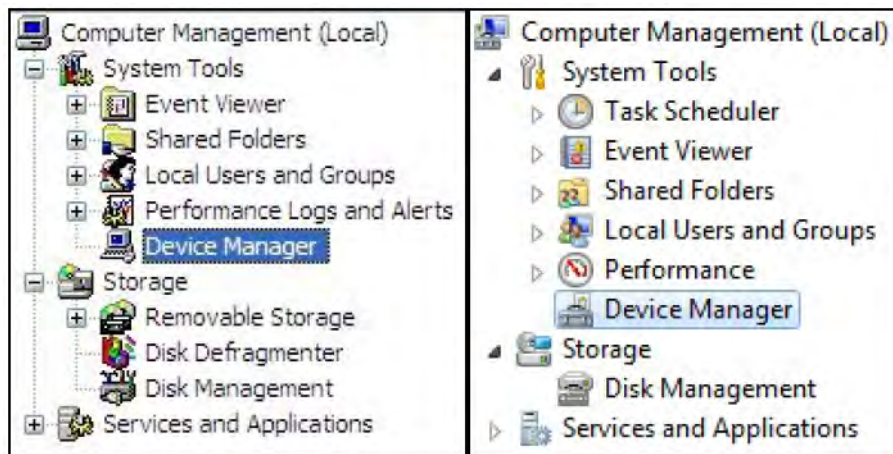 Computer Management (Local)
System Tools
Event Viewer
Shared Folders
Local Users and Groups
Performance Logs and Alerts
Device Manager
Storage
Removable Storage
Disk Defragmenter
Disk Management
Services and Applications
Computer Management (Local)
System Tools
Task Scheduler
Event Viewer
Shared Folders
Local Users and Groups
Performance
Device Manager
Storage
Disk Management
Services and Applications